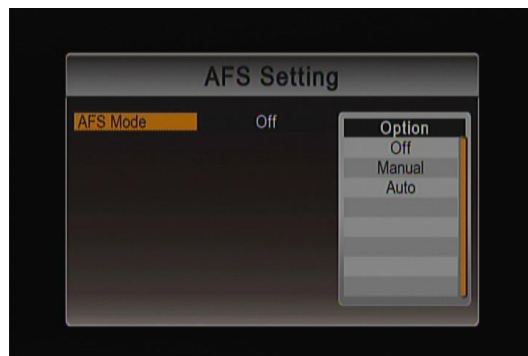 AFS Setting
AFS Mode Off
Option
Off
Manual
Auto